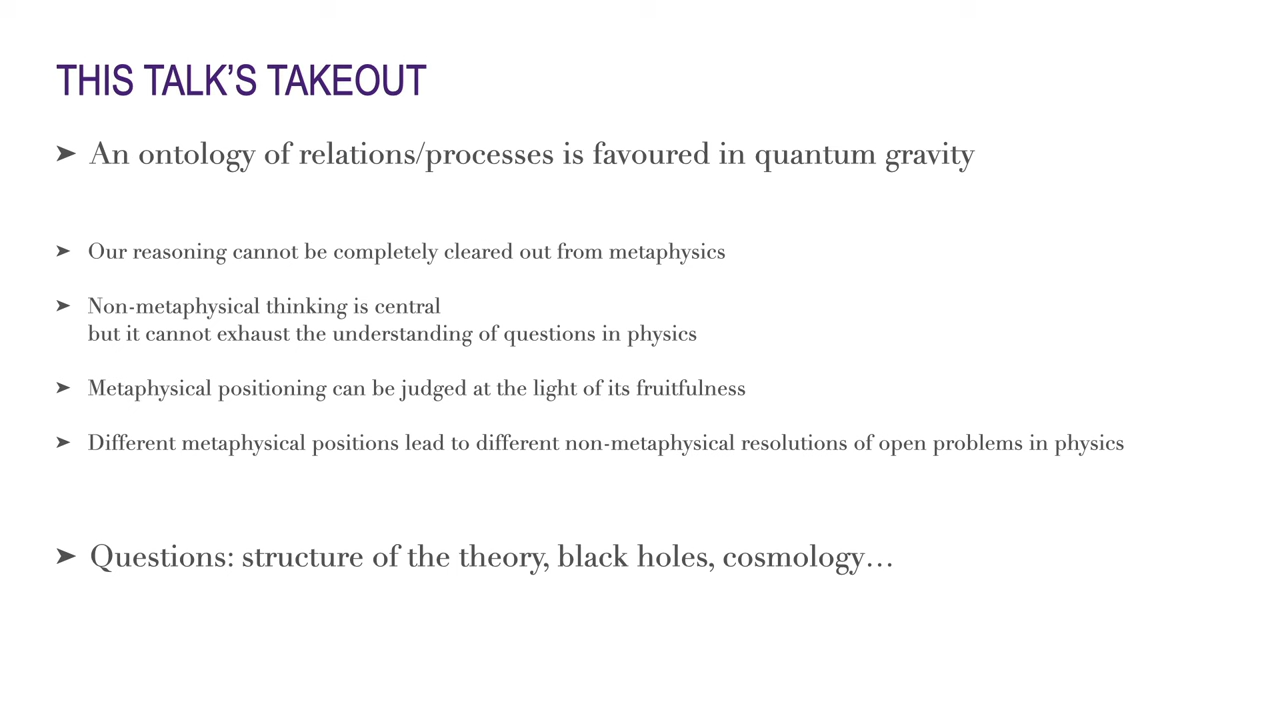 THIS TALK’S TAKEOUT
➤ An ontology of relations/processes is favoured in quantum gravity
➤ Our reasoning cannot be completely cleared out from metaphysics
➤ Non-metaphysical thinking is central
but it cannot exhaust the understanding of questions in physics
➤ Metaphysical positioning can be judged at the light of its fruitfulness
➤ Different metaphysical positions lead to different non-metaphysical resolutions of open problems in physics
➤ Questions: structure of the theory, black holes, cosmology…